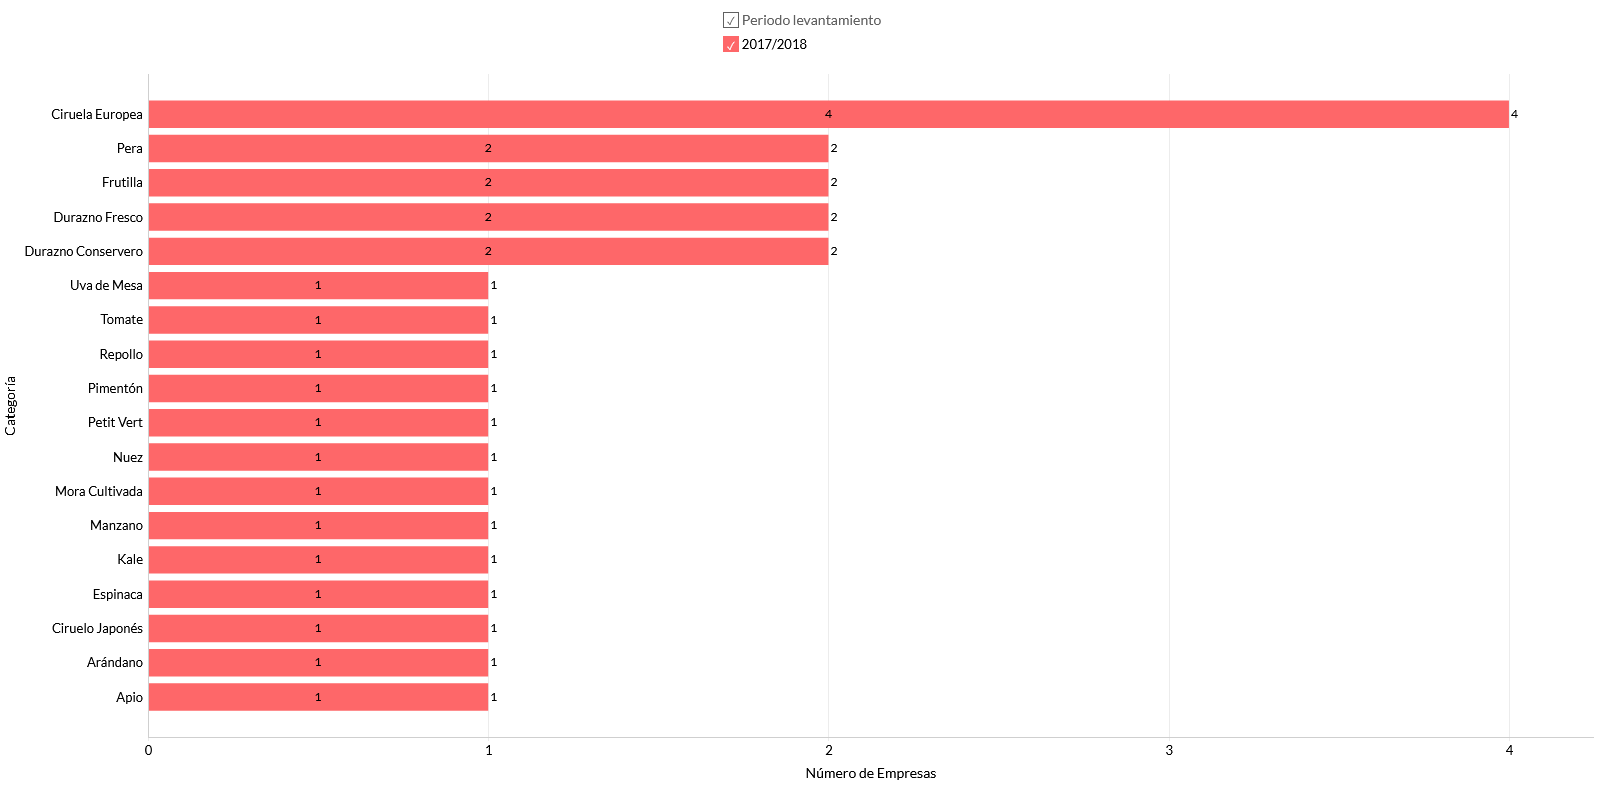 Periodo levantamiento
2017/2018
Ciruela Europea 4 4
Pera 2 2
Frutilla 2 2
Durazno Fresco 2 2
Durazno Conservero 2 2
Uva de Mesa 1 1
Tomate 1 1
Repollo 1 1
Pimentón 1 1
Petit Vert 1 1
Nuez 1 1
Mora Cultivada 1 1
Manzano 1 1
Kale 1 1
Espinaca 1 1
Ciruelo Japonés 1 1
Arándano 1 1
Apio 1 1
Categoría
0 1 2 3 4
Número de Empresas